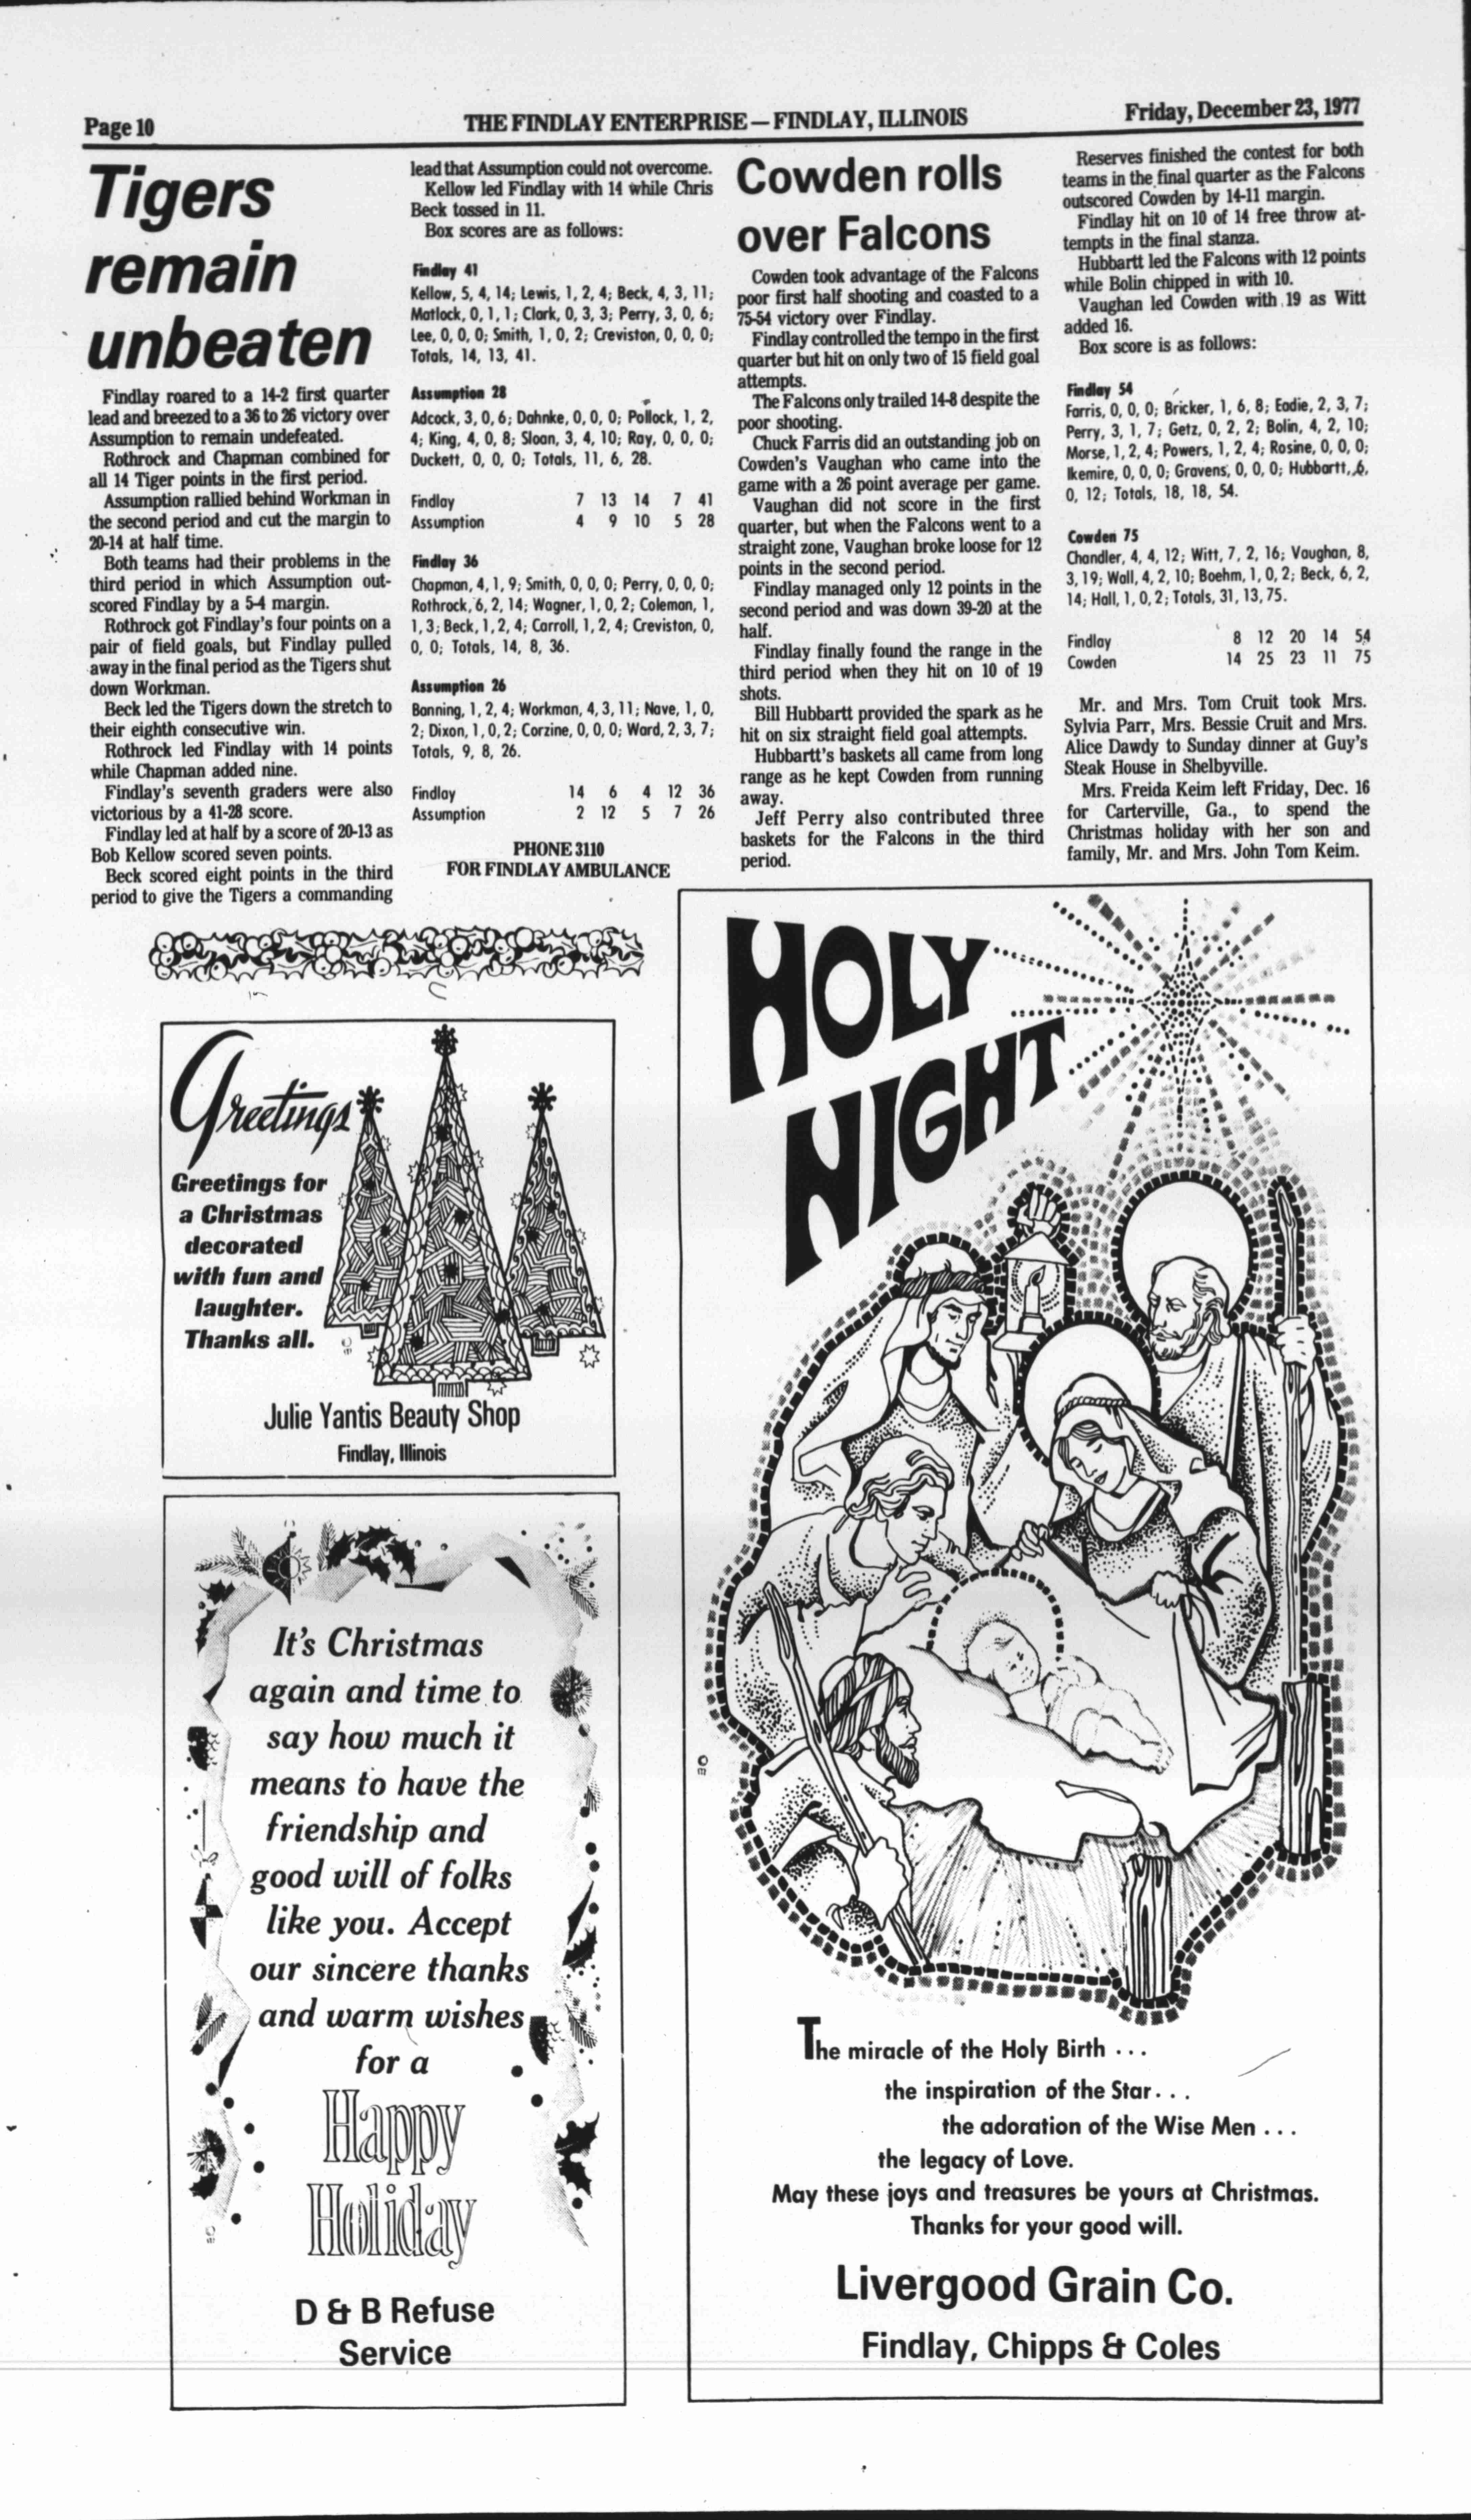 Page 10
THE FINDLAY ENTERPRISE — FINDLAY, ILLINOIS
Friday, December 23, 1977
Tigers
remain
unbeaten
Findlay roared to a 14-2 first quarter
lead and breezed to a 36 to 26 victory over
Assumption to remain undefeated.
Rothrock and Chapman combined for
all 14 Tiger points in the first period.
Assumption rallied behind Workman in
the second period and cut the margin to
20-14 at half time.
Both teams had their problems in the
third period in which Assumption out-
scored Findlay by a 5-4 margin.
Rothrock got Findlay's four points on a
pair of field goals, but Findlay pulled
away in the final period as the Tigers shut
down Workman.
Beck led the Tigers down the stretch to
their eighth consecutive win.
Rothrock led Findlay with 14 points
while Chapman added nine.
Findlay's seventh graders were also
victorious by a 41-28 score.
Findlay led at half by a score of 20-13 as
Bob Kellow scored seven points.
Beck scored eight points in the third
period to give the Tigers a commanding
lead that Assumption could not overcome.
Kellow led Findlay with 14 while Chris
Beck tossed in 11.
Box scores are as follows:
Findlay 41
Kellow, 5, 4, 14; Lewis, 1, 2, 4; Beck, 4, 3, 11;
Matlock, 0, 1, 1; Clark, 0, 3, 3; Perry, 3, 0, 6;
Lee, 0, 0, 0; Smith, 1, 0, 2; Creviston, 0, 0, 0;
Totals, 14, 13, 41.
Assumption 28
Adcock, 3, 0, 6; Dahnke, 0, 0, 0; Pollock, 1, 2,
4; King, 4, 0, 8; Sloan, 3, 4, 10; Ray, 0, 0, 0;
Duckett, 0, 0, 0; Totals, 11, 6, 28.
Findlay 7 13 14 7 41
Assumption 4 9 10 5 28
Findlay 36
Chapman, 4, 1, 9; Smith, 0, 0, 0; Perry, 0, 0, 0;
Rothrock, 6, 2, 14; Wagner, 1, 0, 2; Coleman, 1,
1, 3; Beck, 1, 2, 4; Carroll, 1, 2, 4; Creviston, 0,
0, 0; Totals, 14, 8, 36.
Assumption 26
Banning, 1, 2, 4; Workman, 4, 3, 11; Nave, 1, 0,
2; Dixon, 1, 0, 2; Corzine, 0, 0, 0; Ward, 2, 3, 7;
Totals, 9, 8, 26.
Findlay 14 6 4 12 36
Assumption 2 12 5 7 26
PHONE 3110
FOR FINDLAY AMBULANCE
Cowden rolls
over Falcons
Cowden took advantage of the Falcons
poor first half shooting and coasted to a
75-54 victory over Findlay.
Findlay controlled the tempo in the first
quarter but hit on only two of 15 field goal
attempts.
The Falcons only trailed 14-8 despite the
poor shooting.
Chuck Farris did an outstanding job on
Cowden's Vaughan who came into the
game with a 26 point average per game.
Vaughan did not score in the first
quarter, but when the Falcons went to a
straight zone, Vaughan broke loose for 12
points in the second period.
Findlay managed only 12 points in the
second period and was down 39-20 at the
half.
Findlay finally found the range in the
third period when they hit on 10 of 19
shots.
Bill Hubbartt provided the spark as he
hit on six straight field goal attempts.
Hubbartt's baskets all came from long
range as he kept Cowden from running
away.
Jeff Perry also contributed three
baskets for the Falcons in the third
period.
Reserves finished the contest for both
teams in the final quarter as the Falcons
outscored Cowden by 14-11 margin.
Findlay hit on 10 of 14 free throw at-
tempts in the final stanza.
Hubbartt led the Falcons with 12 points
while Bolin chipped in with 10.
Vaughan led Cowden with 19 as Witt
added 16.
Box score is as follows:
Findlay 54
Farris, 0, 0, 0; Bricker, 1, 6, 8; Eadie, 2, 3, 7;
Perry, 3, 1, 7; Getz, 0, 2, 2; Bolin, 4, 2, 10;
Morse, 1, 2, 4; Powers, 1, 2, 4; Rosine, 0, 0, 0;
Ikemire, 0, 0, 0; Gravens, 0, 0, 0; Hubbartt, 6,
0, 12; Totals, 18, 18, 54.
Cowden 75
Chandler, 4, 4, 12; Witt, 7, 2, 16; Vaughan, 8,
3, 19; Wall, 4, 2, 10; Boehm, 1, 0, 2; Beck, 6, 2,
14; Hall, 1, 0, 2; Totals, 31, 13, 75.
Findlay 8 12 20 14 54
Cowden 14 25 23 11 75
Mr. and Mrs. Tom Cruit took Mrs.
Sylvia Parr, Mrs. Bessie Cruit and Mrs.
Alice Dawdy to Sunday dinner at Guy's
Steak House in Shelbyville.
Mrs. Freida Keim left Friday, Dec. 16
for Carterville, Ga., to spend the
Christmas holiday with her son and
family, Mr. and Mrs. John Tom Keim.
Greetings
Greetings for
a Christmas
decorated
with fun and
laughter.
Thanks all.
Julie Yantis Beauty Shop
Findlay, Illinois
It's Christmas
again and time to
say how much it
means to have the
friendship and
good will of folks
like you. Accept
our sincere thanks
and warm wishes
for a
Happy
Holiday
D & B Refuse
Service
HOLY
NIGHT
The miracle of the Holy Birth . . .
the inspiration of the Star . . .
the adoration of the Wise Men . . .
the legacy of Love.
May these joys and treasures be yours at Christmas.
Thanks for your good will.
Livergood Grain Co.
Findlay, Chipps & Coles